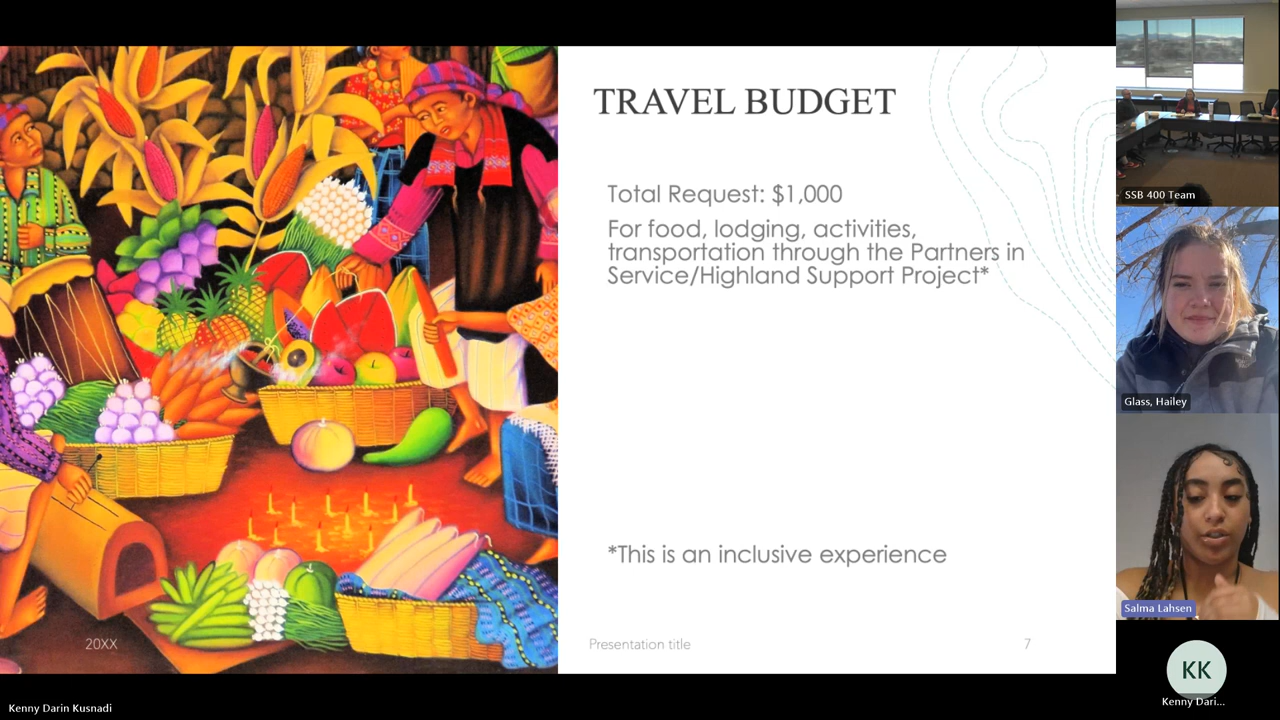 TRAVEL BUDGET
Total Request: $1,000
For food, lodging, activities,
transportation through the Partners in
Service/Highland Support Project*
*This is an inclusive experience
20XX
Presentation title
7
SSB 400 Team
Glass, Hailey
Salma Lahsen
KK
Kenny Dari...
Kenny Darin Kusnadi